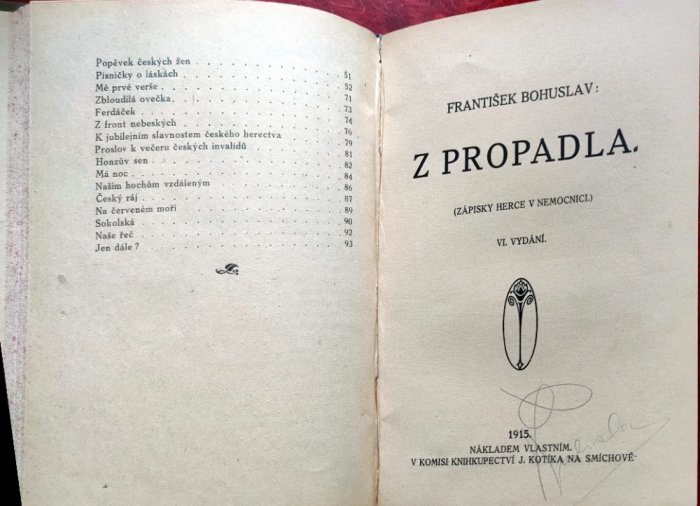 Popěvek českých žen . . . . . . . . . . .
Písničky o láskách . . . . . . . . . . . 51
Mé prvé verše . . . . . . . . . . . 52
Zbloudilá ovečka . . . . . . . . . . . 71
Ferdáček . . . . . . . . . . . 73
Z front nebeských . . . . . . . . . . . 74
K jubilejním slavnostem českého herectva 76
Proslov k večeru českých invalidů . . . . . . 79
Honzův sen . . . . . . . . . . . 81
Má noc . . . . . . . . . . . 82
Našim hochům vzdáleným . . . . . . . . 84
Český ráj . . . . . . . . . . . 86
Na červeném moři . . . . . . . . . . . 87
Sokolská . . . . . . . . . . . 89
Naše řeč . . . . . . . . . . . 90
Jen dále? . . . . . . . . . . . 92
93
FRANTIŠEK BOHUSLAV:
Z PROPADLA.
(ZÁPISKY HERCE V NEMOCNICI.)
VI. VYDÁNÍ.
1915.
NÁKLADEM VLASTNÍM.
V KOMISI KNIHKUPECTVÍ J. KOTÍKA NA SMÍCHOVĚ